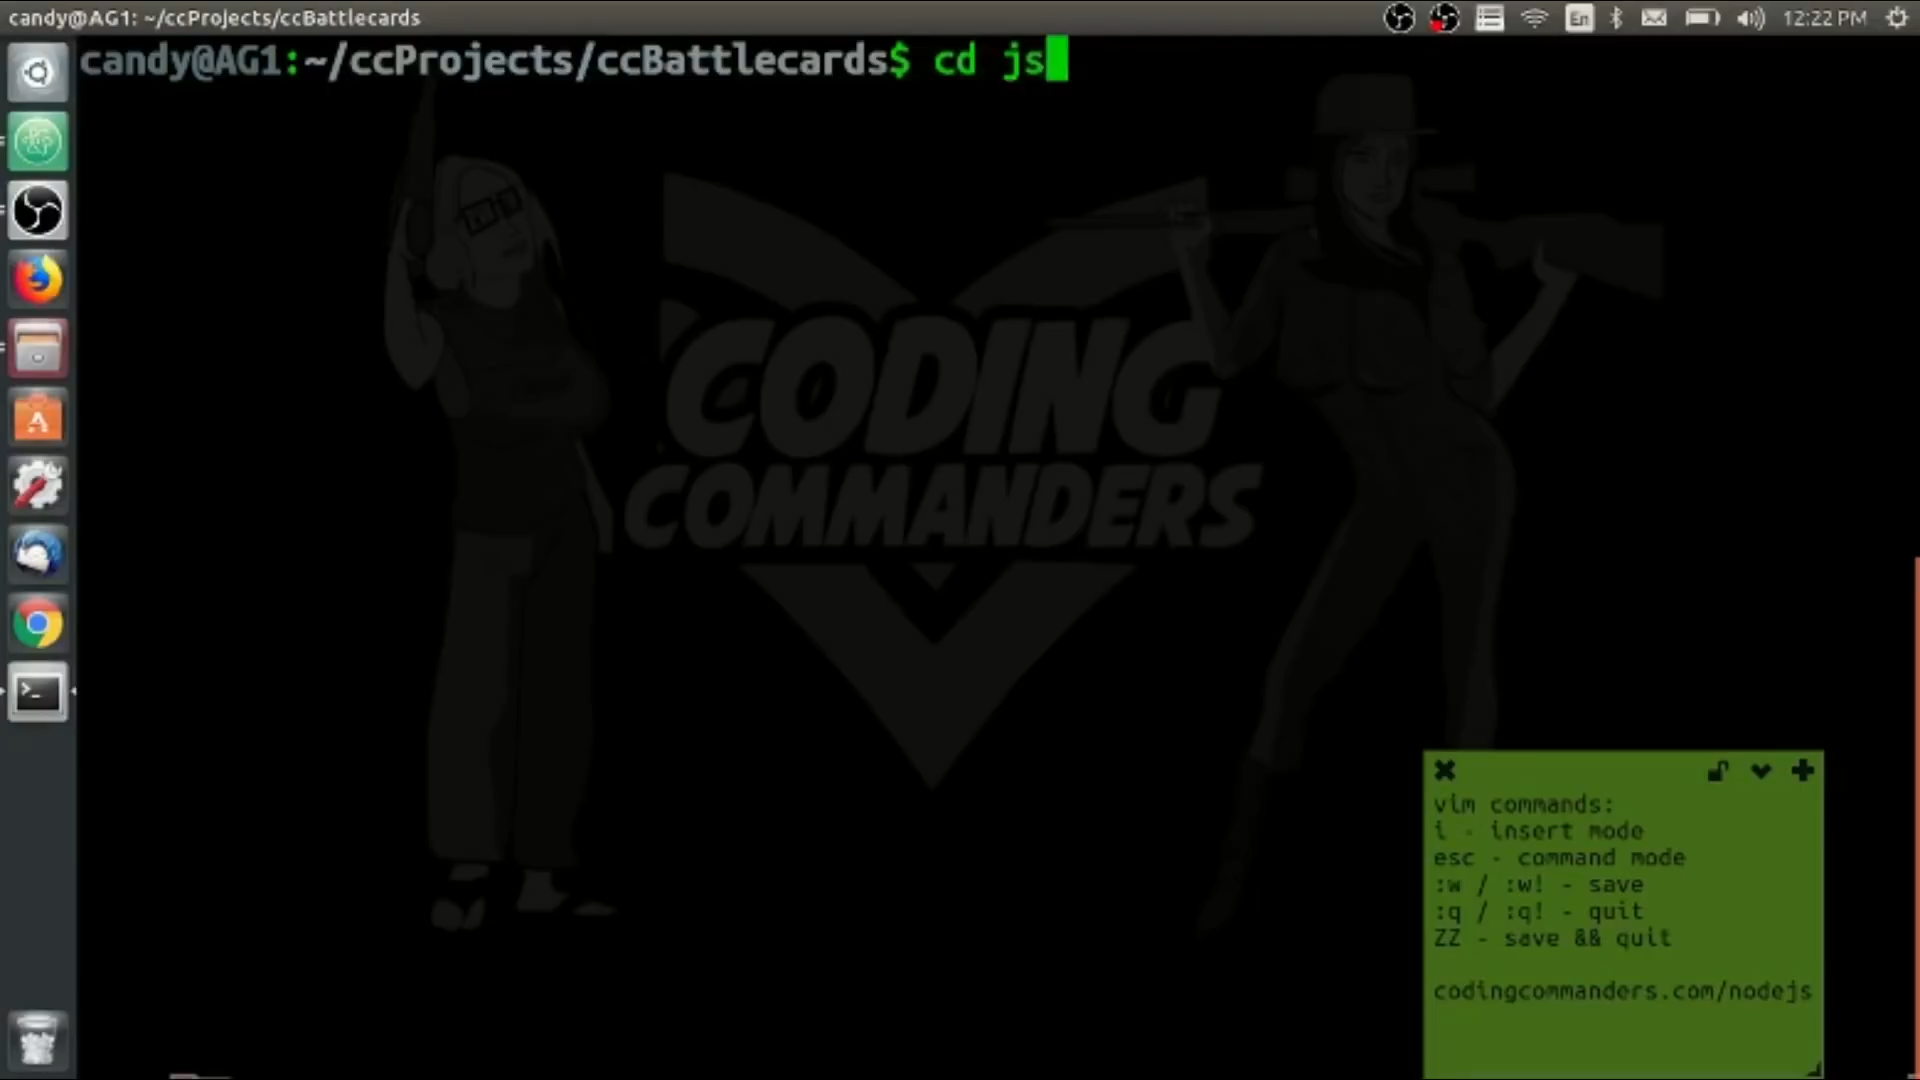 candy@AG1: ~/ccProjects/ccBattlecards
En
12:22 PM
candy@AG1:~/ccProjects/ccBattlecards$ cd js
CODING
COMMANDERS
vim commands:
i - insert mode
esc - command mode
:w / :w! - save
:q / :q! - quit
ZZ - save && quit
codingcommanders.com/nodejs